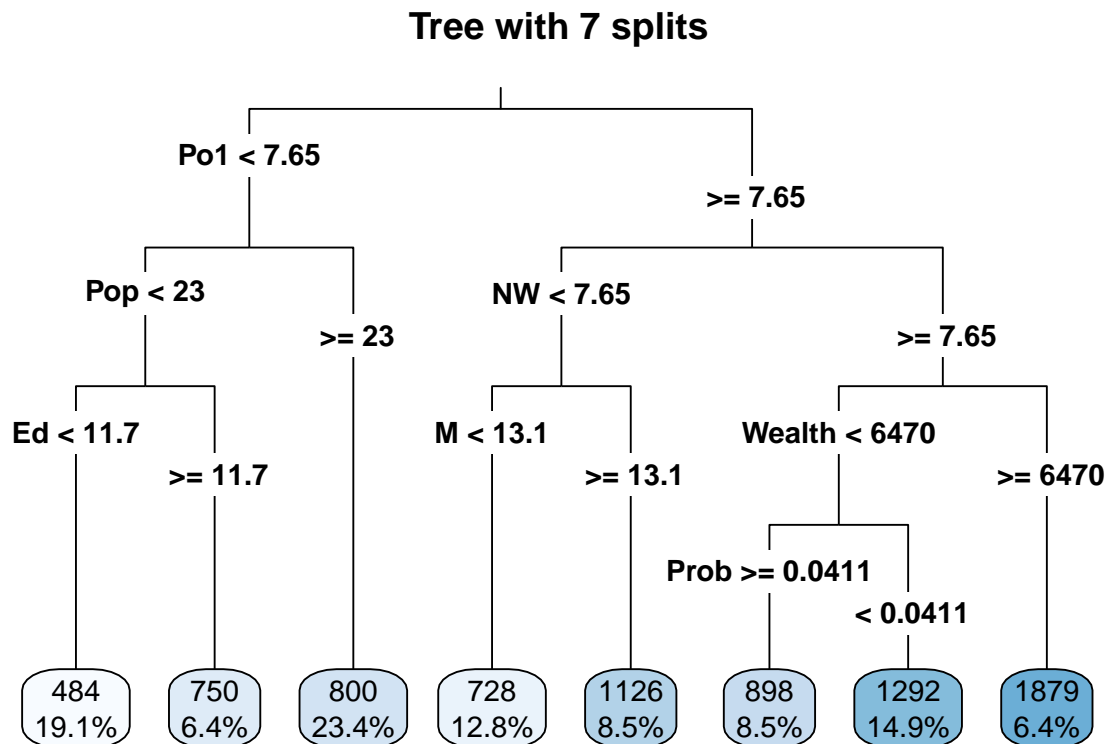 Tree with 7 splits
Po1 < 7.65
>= 7.65
Pop < 23
>= 23
NW < 7.65
>= 7.65
Ed < 11.7
>= 11.7
M < 13.1
>= 13.1
Wealth < 6470
>= 6470
Prob >= 0.0411
< 0.0411
484
19.1%
750
6.4%
800
23.4%
728
12.8%
1126
8.5%
898
8.5%
1292
14.9%
1879
6.4%